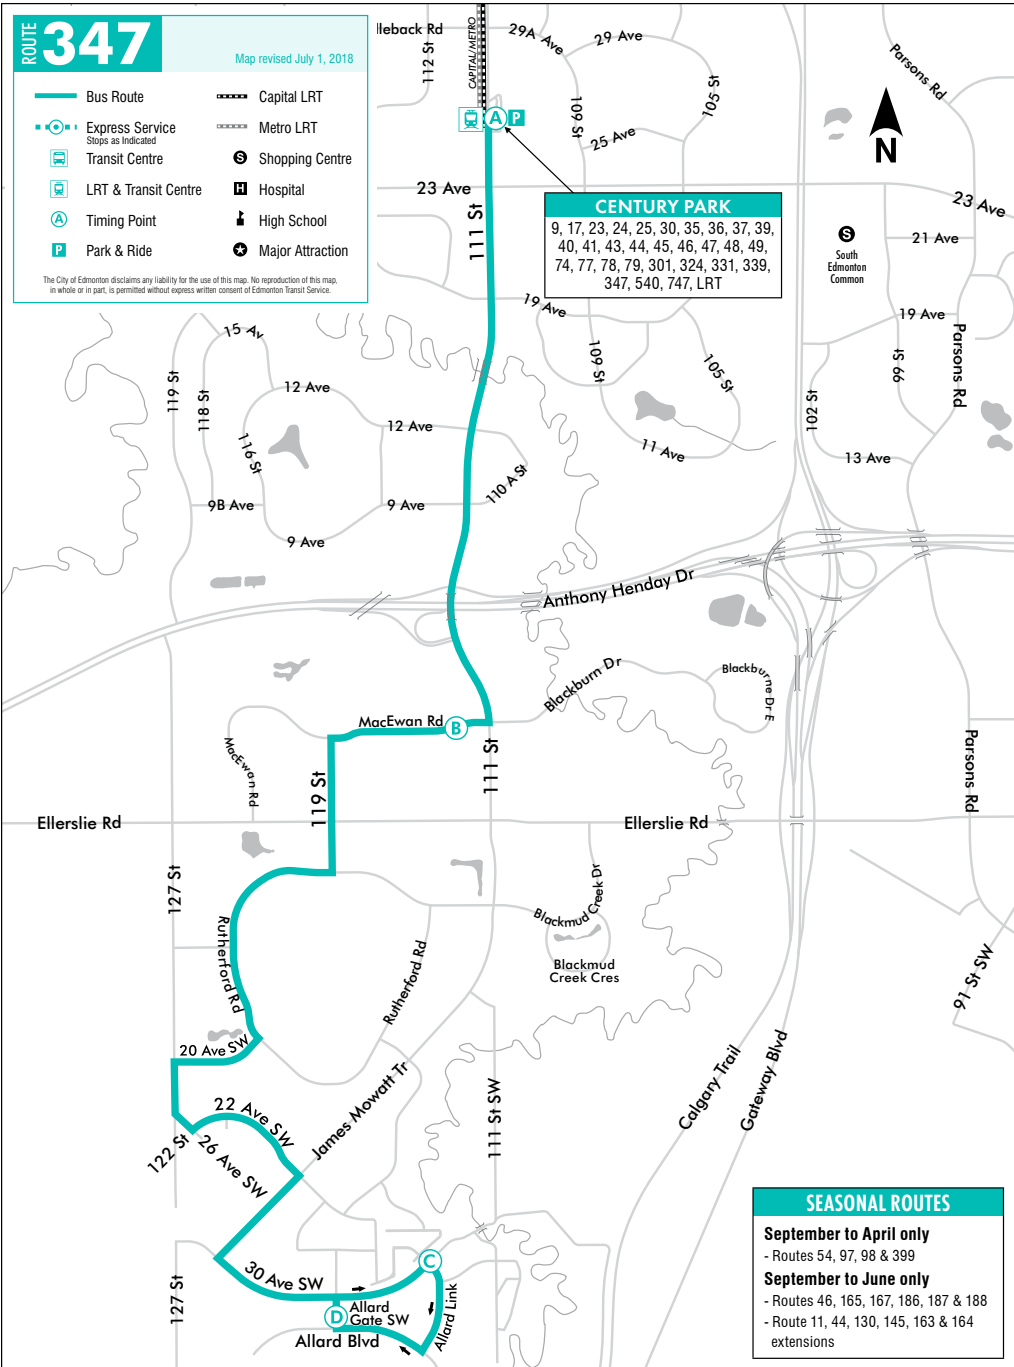 ROUTE 347
Map revised July 1, 2018
Bus Route
Express Service
Stops as Indicated
Transit Centre
LRT & Transit Centre
A Timing Point
P Park & Ride
Capital LRT
Metro LRT
S Shopping Centre
H Hospital
High School
Major Attraction
The City of Edmonton disclaims any liability for the use of this map. No reproduction of this map,
in whole or in part, is permitted without express written consent of Edmonton Transit Service.
lleback Rd
112 St
CAPITAL/METRO
29A Ave
29 Ave
105 St
109 St
25 Ave
Parsons Rd
N
A P
23 Ave
111 St
CENTURY PARK
9, 17, 23, 24, 25, 30, 35, 36, 37, 39,
40, 41, 43, 44, 45, 46, 47, 48, 49,
74, 77, 78, 79, 301, 324, 331, 339,
347, 540, 747, LRT
23 Ave
21 Ave
S
South
Edmonton
Common
19 Ave
19 Ave
99 St
Parsons Rd
15 Av
119 St
118 St
12 Ave
116 St
12 Ave
109 St
105 St
102 St
11 Ave
13 Ave
110 A St
9B Ave
9 Ave
9 Ave
Anthony Henday Dr
Blackburn Dr
Blackburne Dr E
MacEwan Rd
B
MacEwan Rd
119 St
111 St
Parsons Rd
Ellerslie Rd
Ellerslie Rd
127 St
Rutherford Rd
Rutherford Rd
Blackmud Creek Dr
Blackmud
Creek Cres
91 St SW
20 Ave SW
James Mowatt Tr
111 St SW
Calgary Trail
Gateway Blvd
22 Ave SW
122 St
26 Ave SW
127 St
30 Ave SW
C
D
Allard
Gate SW
Allard Link
Allard Blvd
SEASONAL ROUTES
September to April only
- Routes 54, 97, 98 & 399
September to June only
- Routes 46, 165, 167, 186, 187 & 188
- Route 11, 44, 130, 145, 163 & 164
extensions